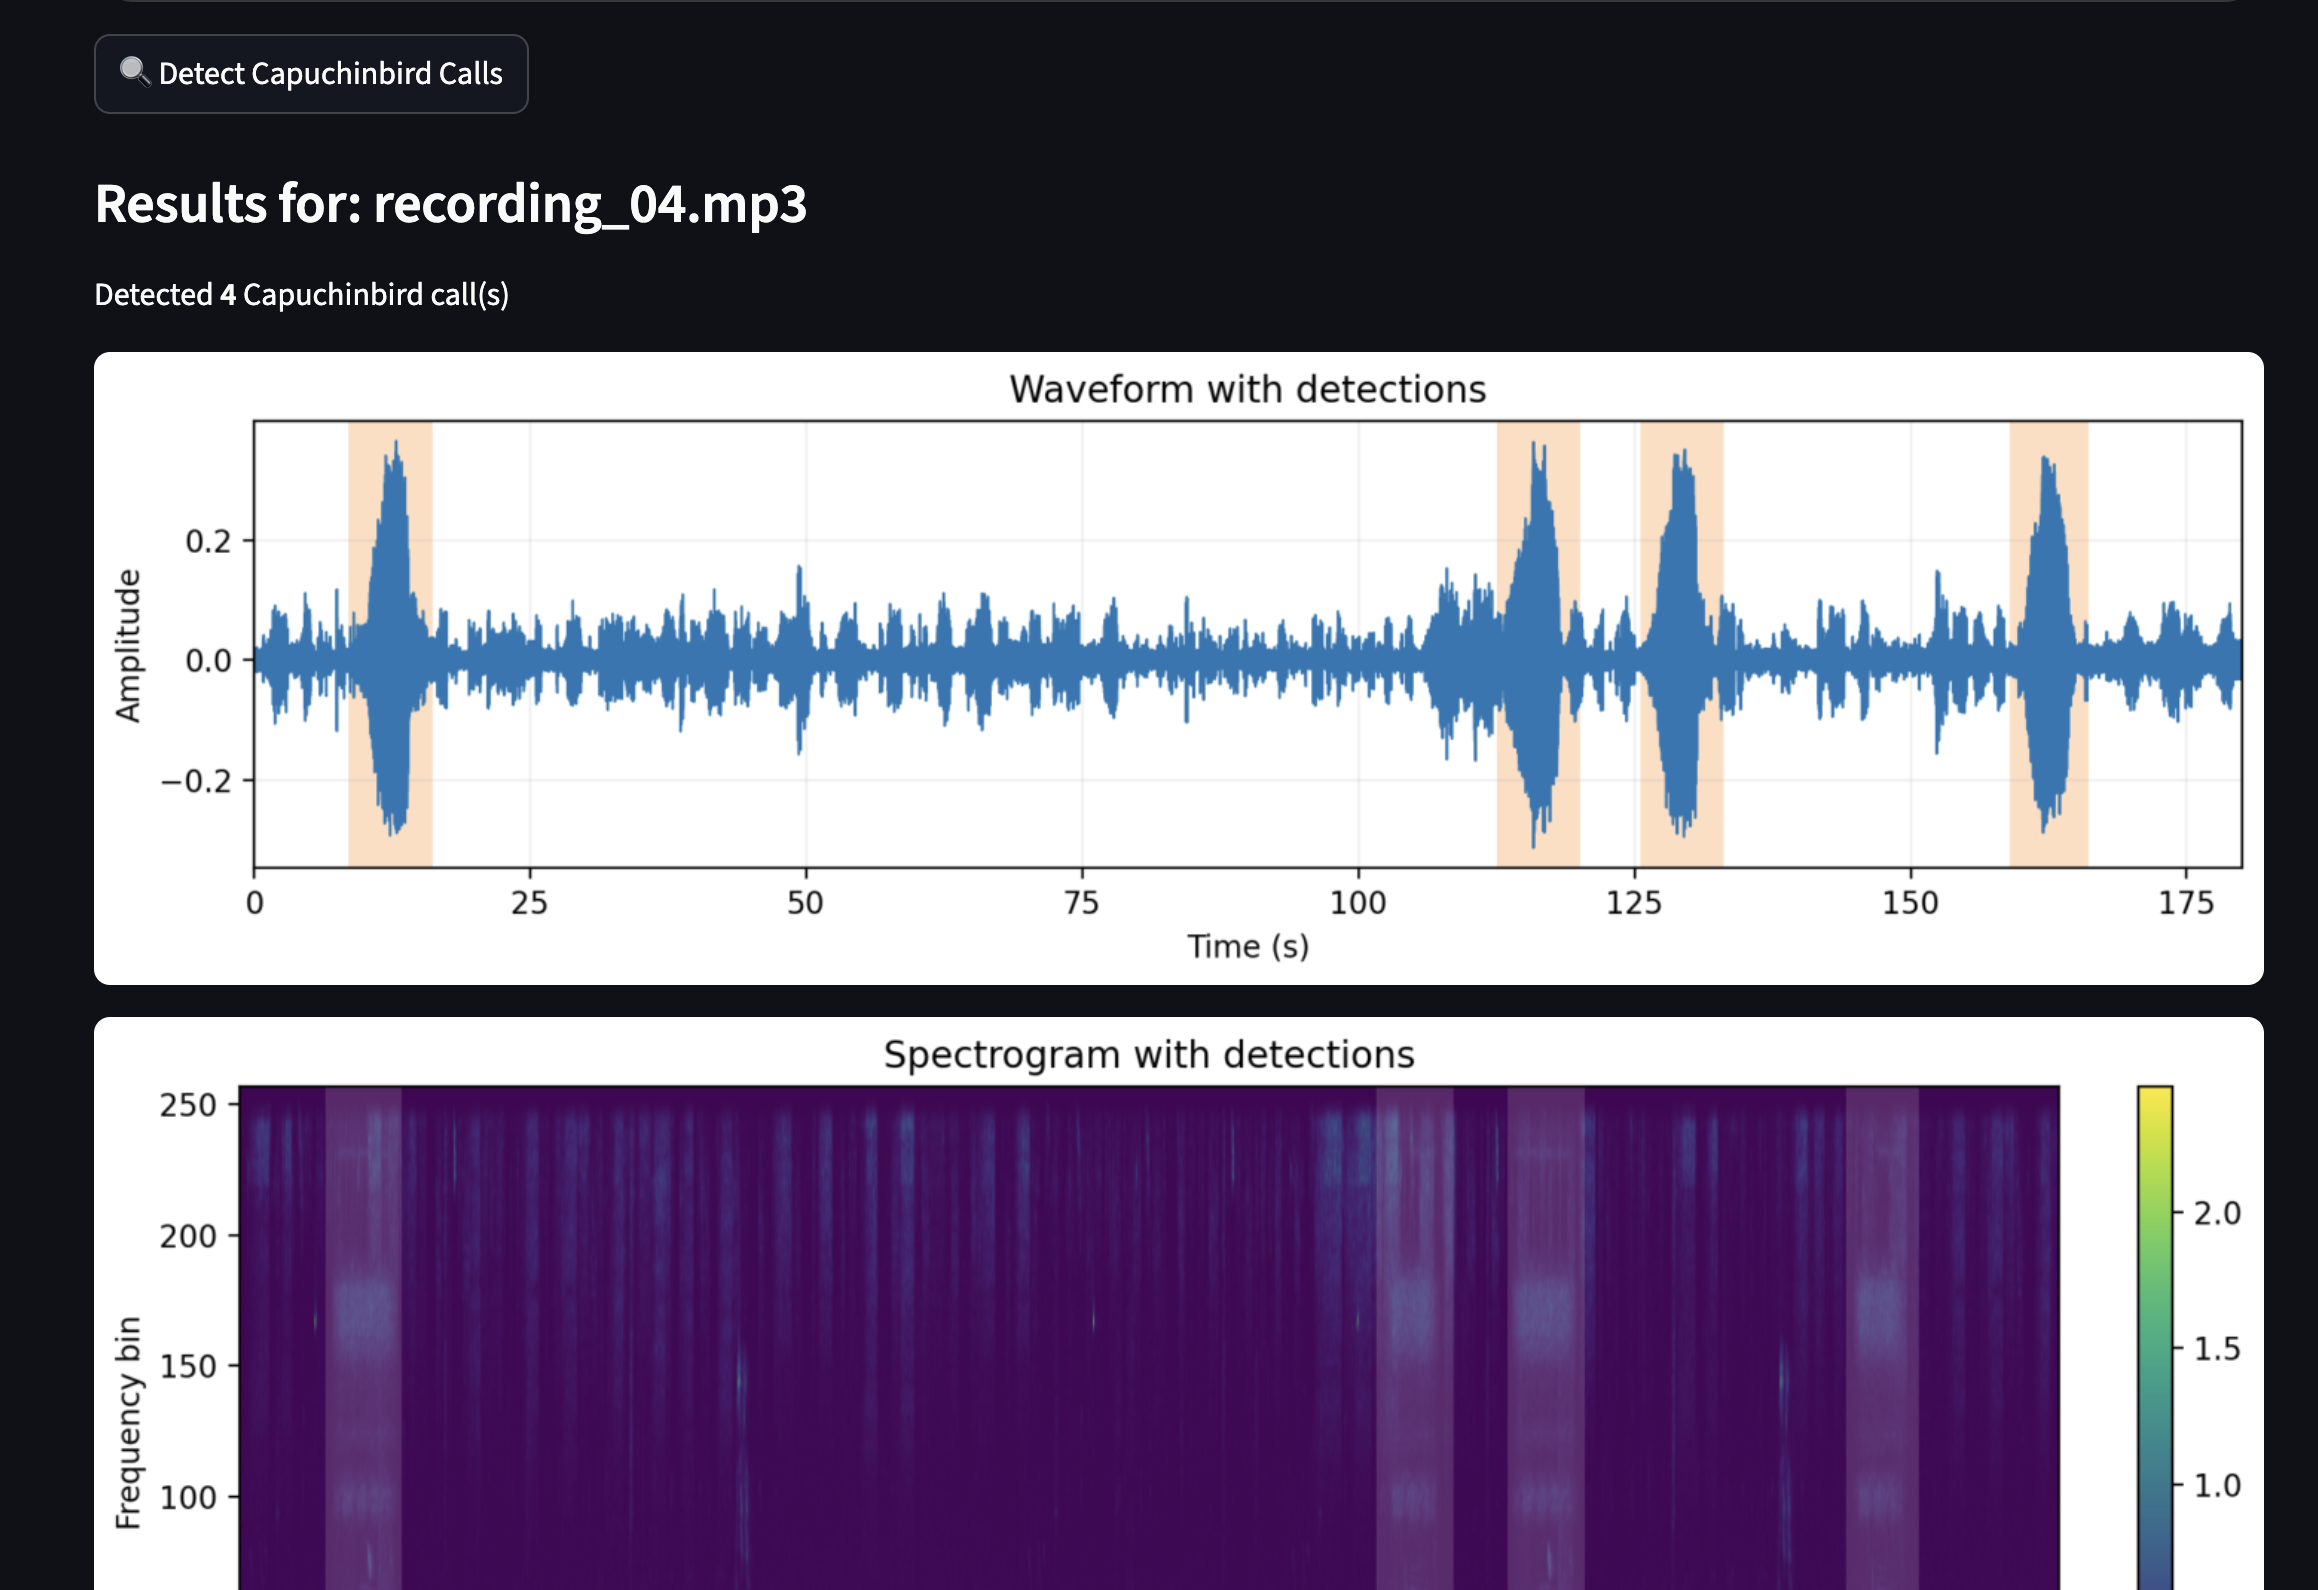 🔍 Detect Capuchinbird Calls
Results for: recording_04.mp3
Detected 4 Capuchinbird call(s)
Waveform with detections
0.2
0.0
−0.2
Amplitude
0 25 50 75 100 125 150 175
Time (s)
Spectrogram with detections
250
200
150
100
Frequency bin
2.0
1.5
1.0